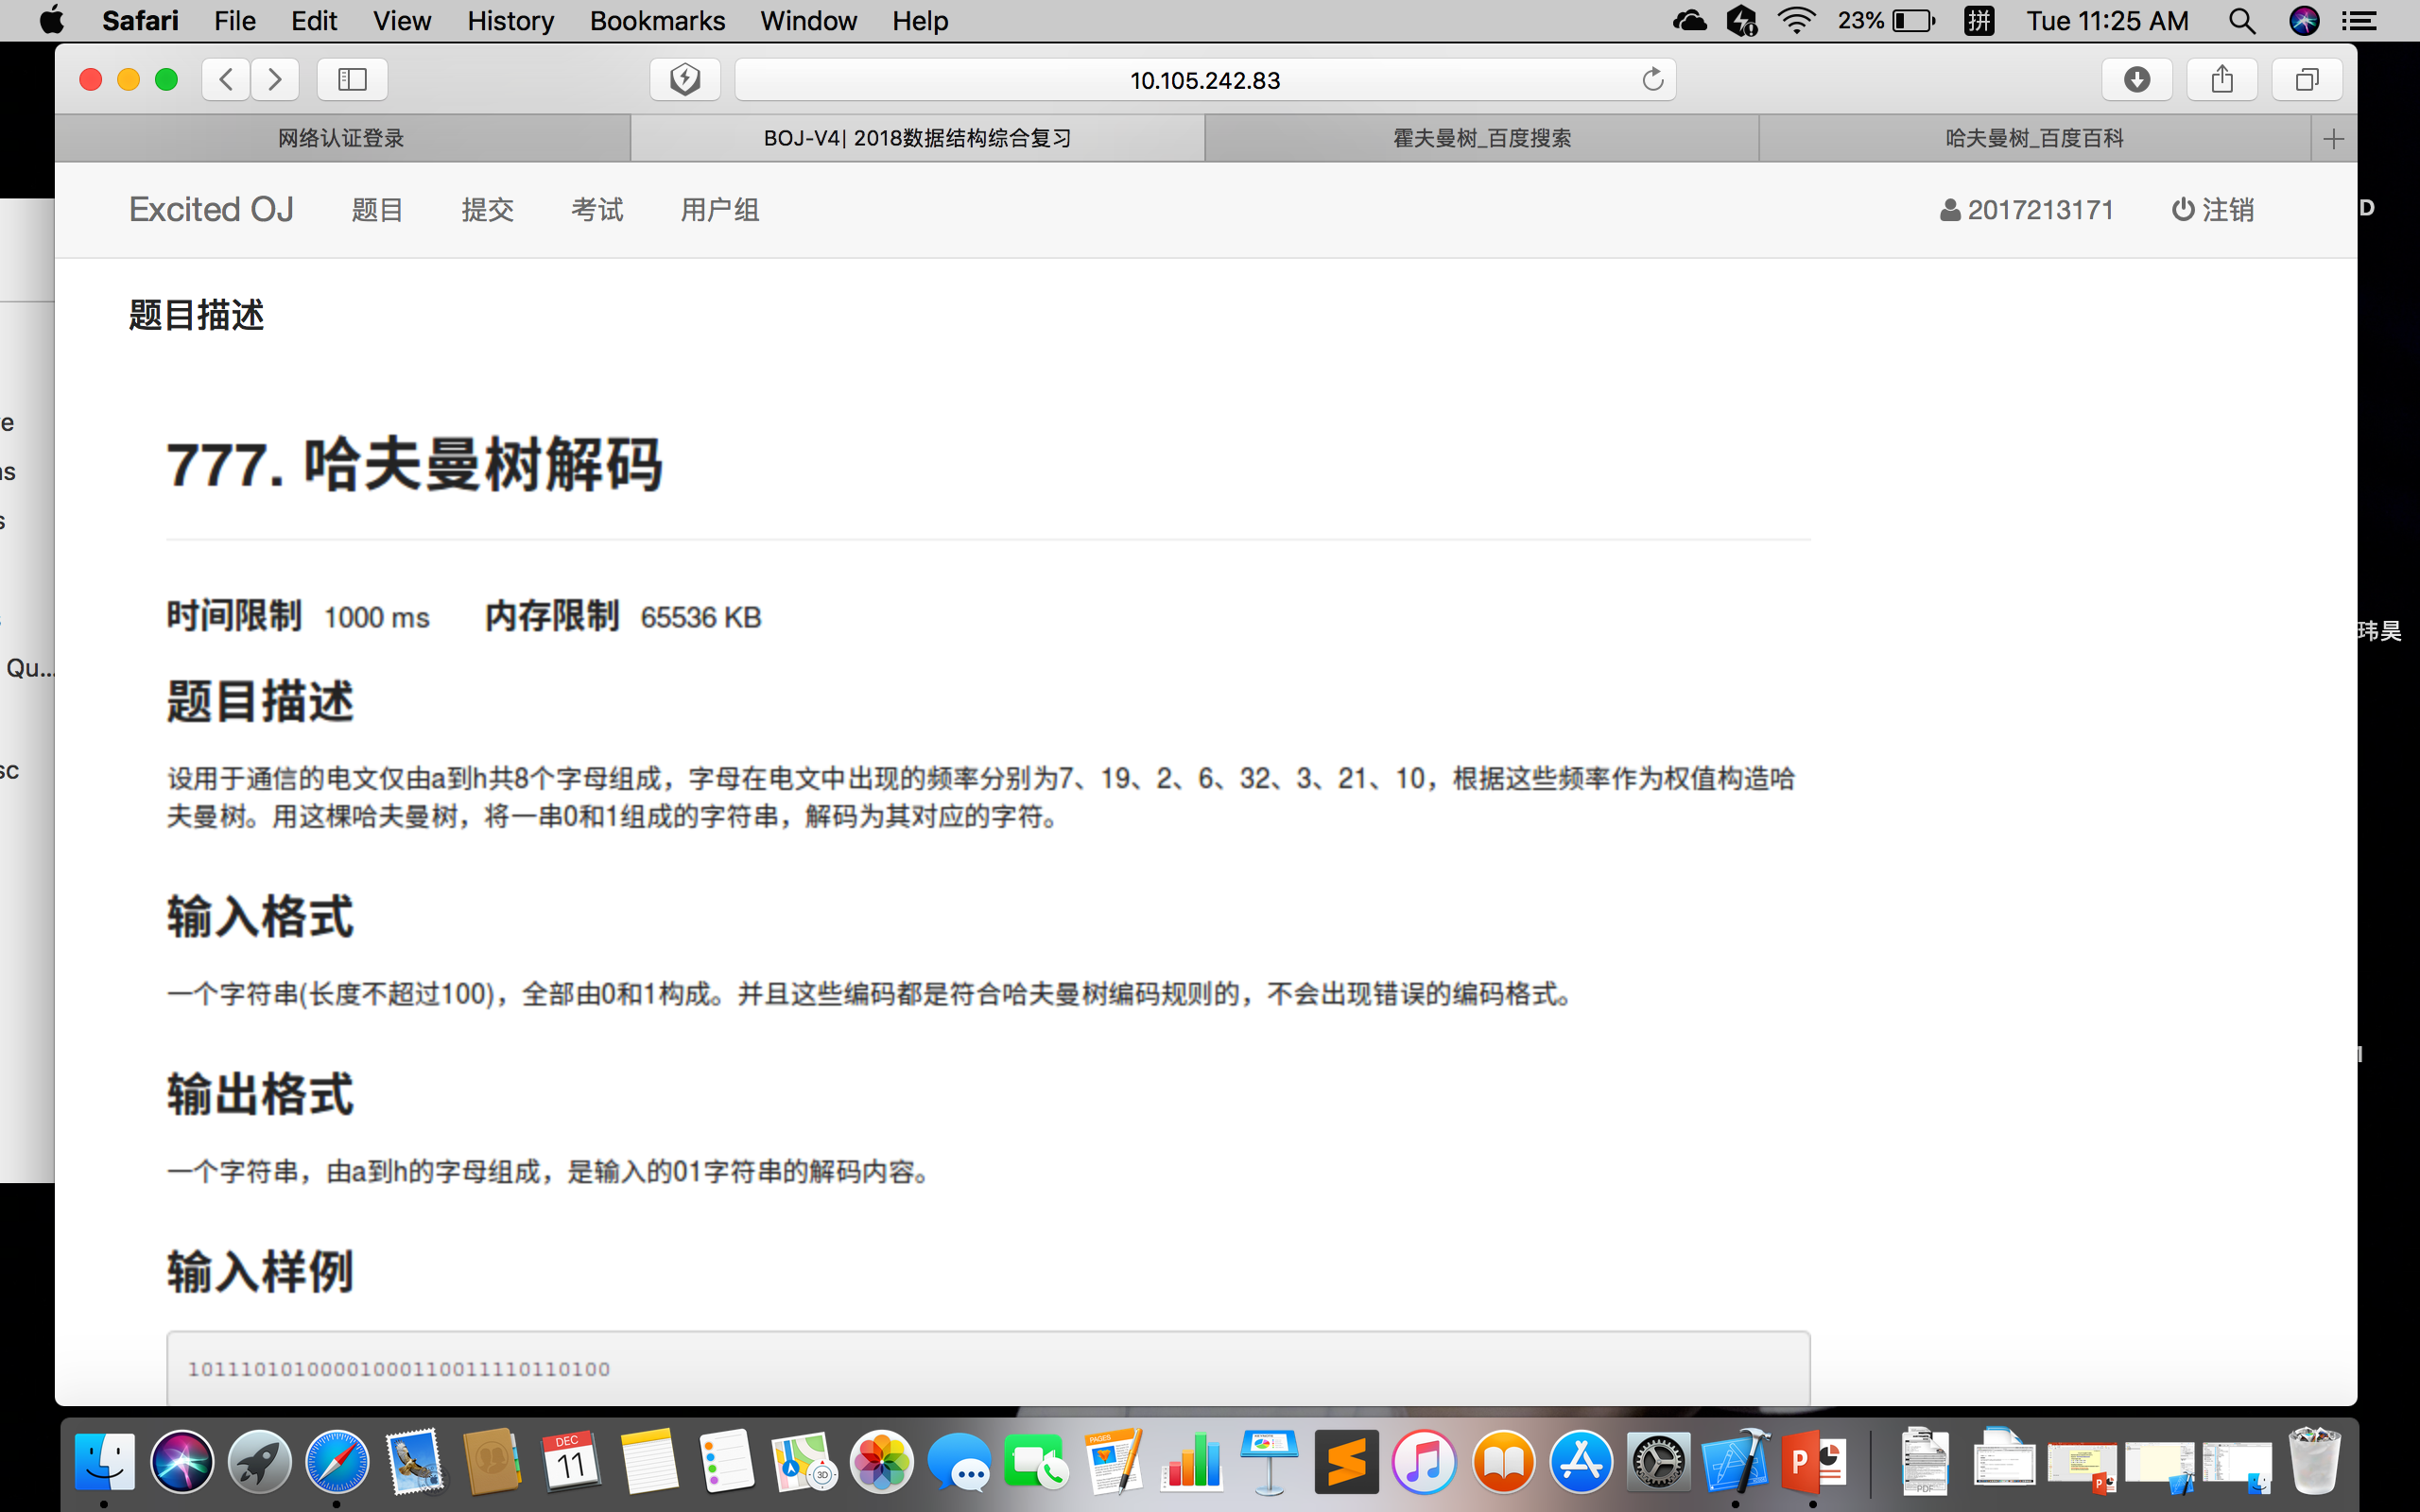 Safari File Edit View History Bookmarks Window Help 23% 拼 Tue 11:25 AM
10.105.242.83
网络认证登录 BOJ-V4| 2018数据结构综合复习 霍夫曼树_百度搜索 哈夫曼树_百度百科
Excited OJ 题目 提交 考试 用户组 2017213171 注销
D
题目描述
e
777. 哈夫曼树解码
s
时间限制 1000 ms 内存限制 65536 KB
玮昊
Qu...
题目描述
sc
设用于通信的电文仅由a到h共8个字母组成，字母在电文中出现的频率分别为7、19、2、6、32、3、21、10，根据这些频率作为权值构造哈
夫曼树。用这棵哈夫曼树，将一串0和1组成的字符串，解码为其对应的字符。
输入格式
一个字符串(长度不超过100)，全部由0和1构成。并且这些编码都是符合哈夫曼树编码规则的，不会出现错误的编码格式。
输出格式
一个字符串，由a到h的字母组成，是输入的01字符串的解码内容。
输入样例
10111010100001000110011110110100
DEC
11
PAGES
3D
P
PDF